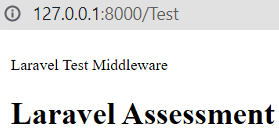 127.0.0.1:8000/Test
Laravel Test Middleware
Laravel Assessment